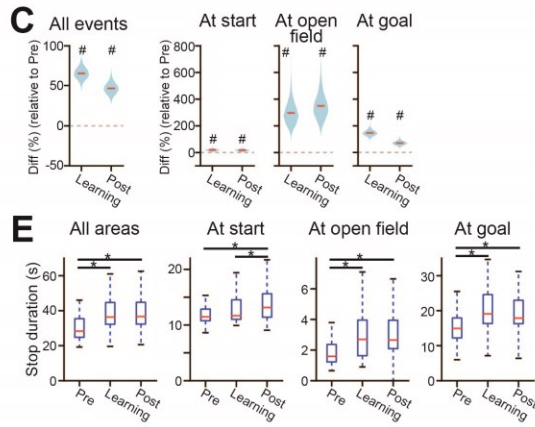 C
All events
At start
At open
field
At goal
Diff (%) (relative to Pre)
100
50
0
-50
# #
Learning
Post
Diff (%) (relative to Pre)
800
600
400
200
0
# #
Learning
Post
# #
Learning
Post
# #
Learning
Post
E
All areas
At start
At open field
At goal
Stop duration (s)
60
40
20
0
*
*
Pre
Learning
Post
20
10
0
*
*
Pre
Learning
Post
6
4
2
0
*
*
Pre
Learning
Post
30
20
10
0
*
*
Pre
Learning
Post